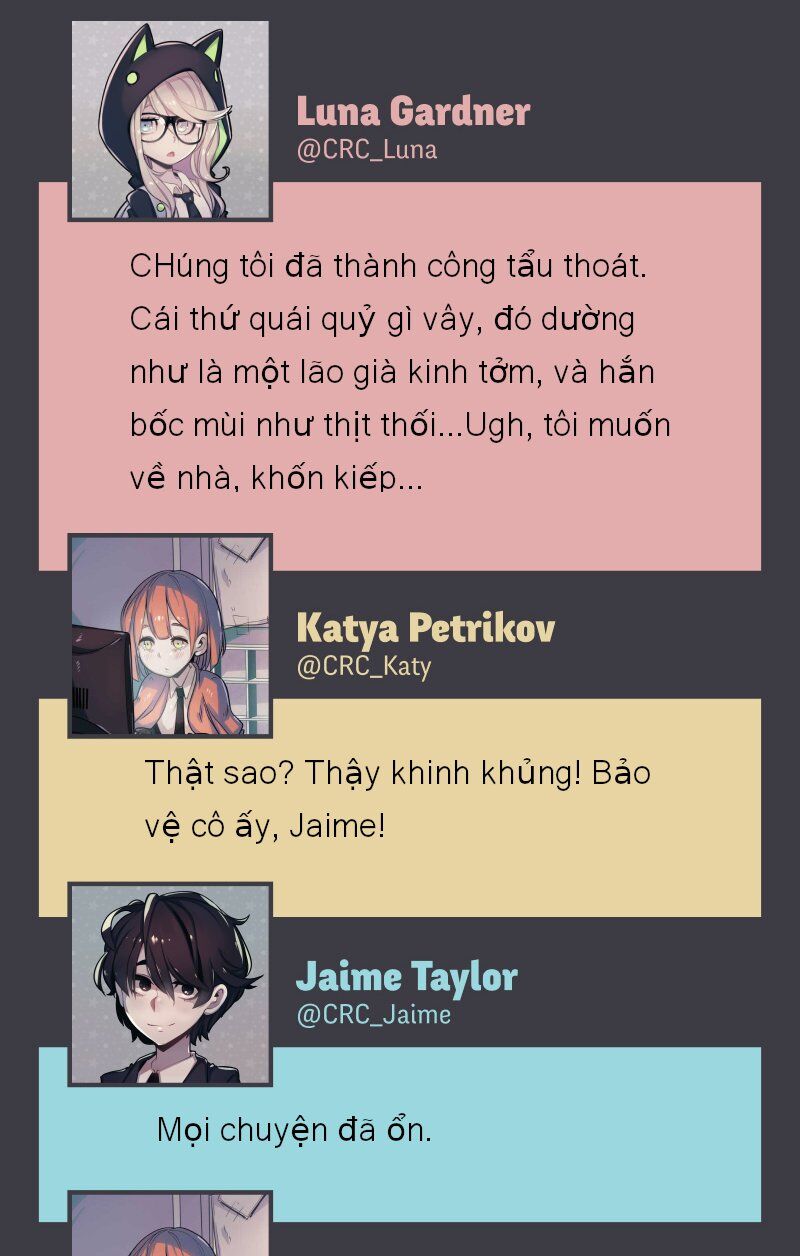 Luna Gardner
@CRC_Luna
CHúng tôi đã thành công tẩu thoát.
Cái thứ quái quỷ gì vây, đó dường
như là một lão già kinh tởm, và hắn
bốc mùi như thịt thối...Ugh, tôi muốn
về nhà, khốn kiếp...
Katya Petrikov
@CRC_Katy
Thật sao? Thậy khinh khủng! Bảo
vệ cô ấy, Jaime!
Jaime Taylor
@CRC_Jaime
Mọi chuyện đã ổn.